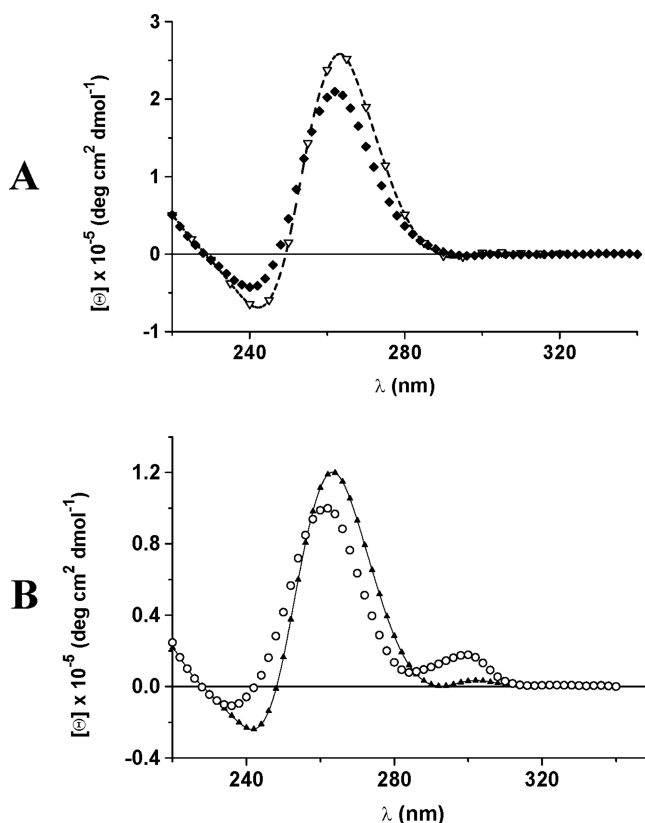 A
[Θ] x 10⁻⁵ (deg cm² dmol⁻¹)
3
2
1
0
-1
240 280 320
λ (nm)
B
[Θ] x 10⁻⁵ (deg cm² dmol⁻¹)
1.2
0.8
0.4
0.0
-0.4
240 280 320
λ (nm)